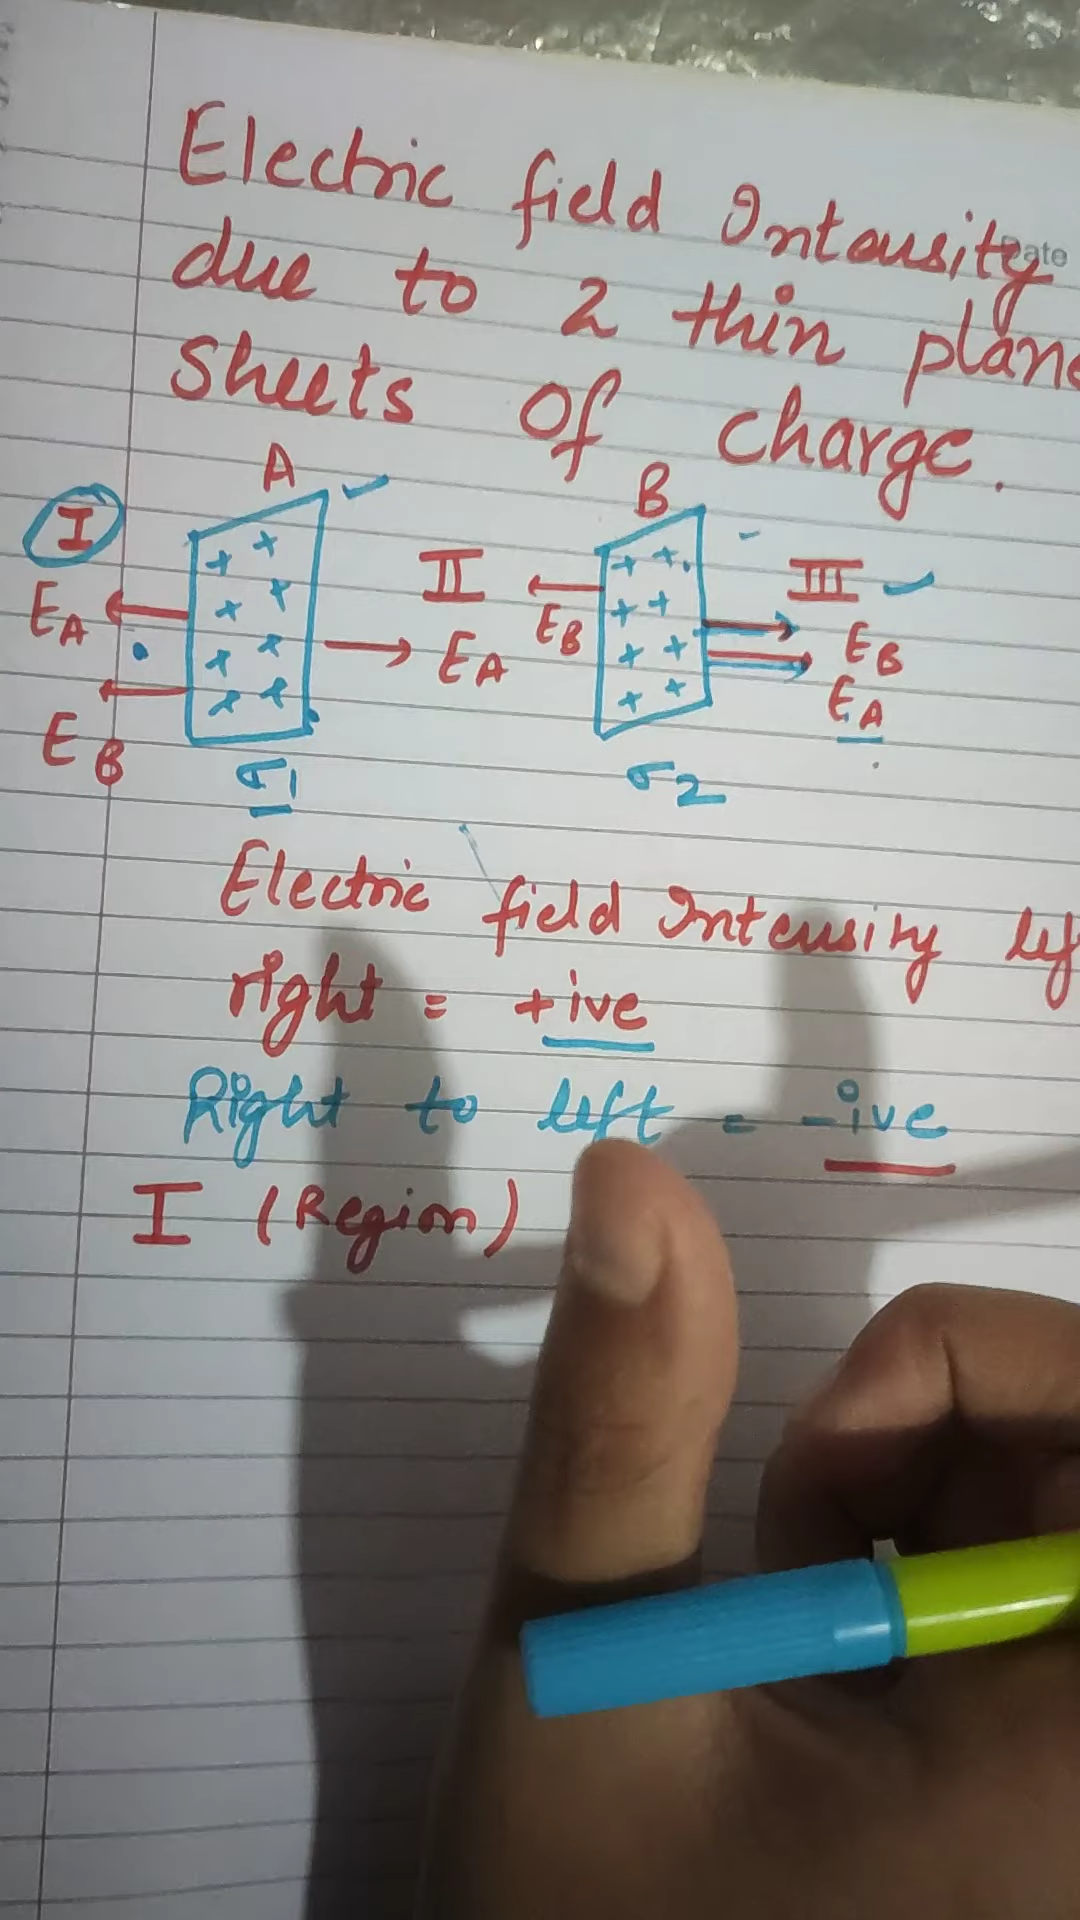 Electric field Intensity
Date
due to 2 thin plane
Sheets Of charge.
A
B
I
II
III
EA
EB
EA
EB
EB
EA
σ1
σ2
Electric field Intensity
right = +ive
Right to left = -ive
I (Region)